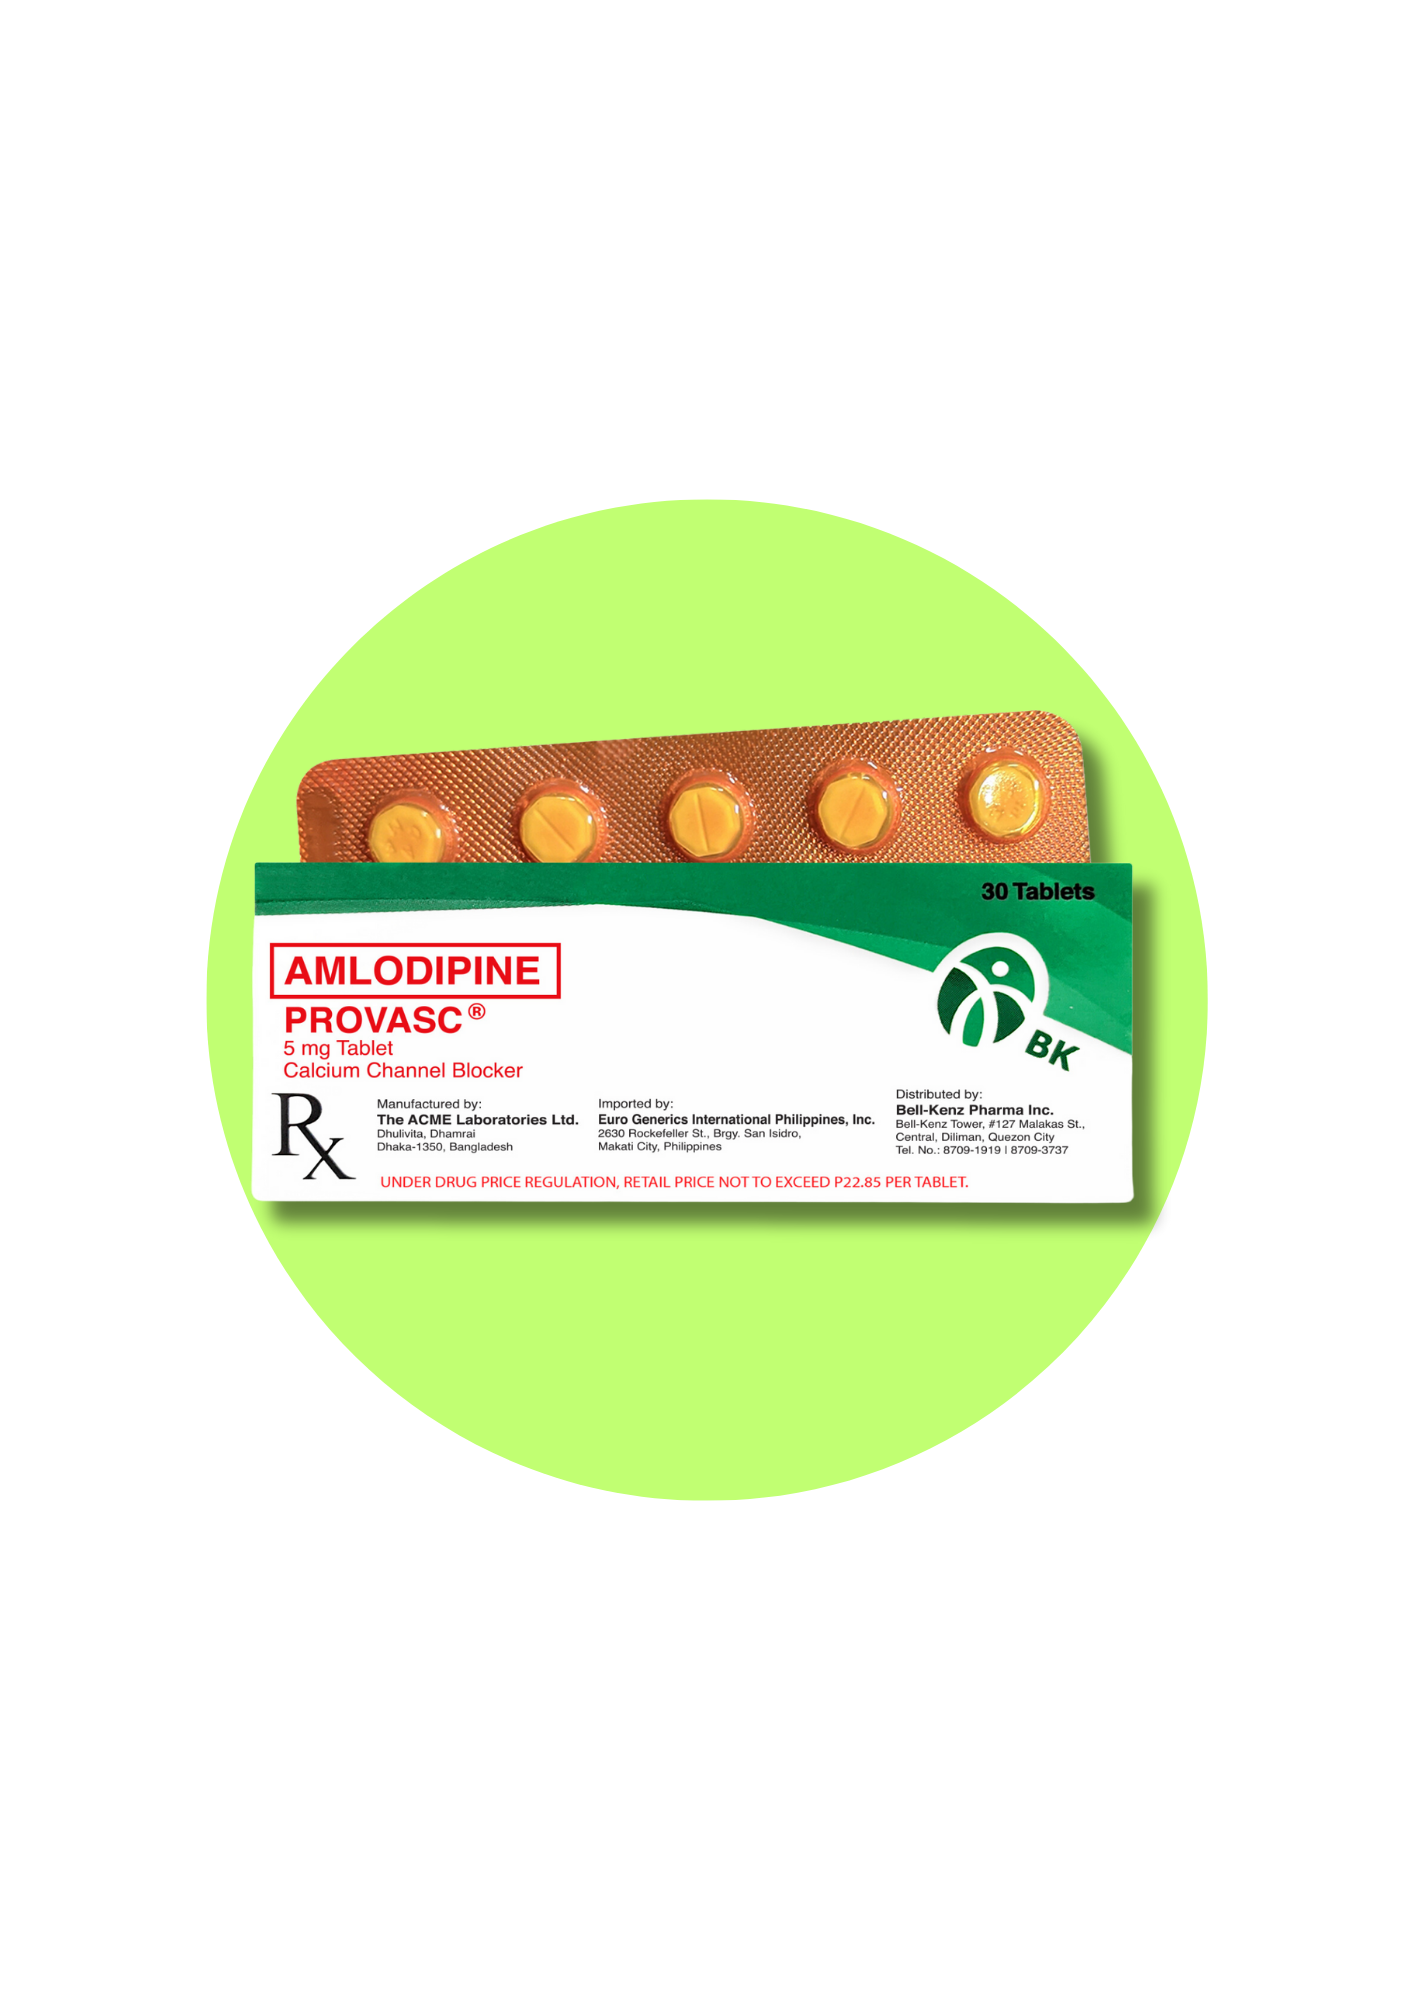 30 Tablets
AMLODIPINE
PROVASC®
5 mg Tablet
Calcium Channel Blocker
BK
Rx
Manufactured by:
The ACME Laboratories Ltd.
Dhulivita, Dhamrai
Dhaka-1350, Bangladesh
Imported by:
Euro Generics International Philippines, Inc.
2630 Rockefeller St., Brgy. San Isidro,
Makati City, Philippines
Distributed by:
Bell-Kenz Pharma Inc.
Bell-Kenz Tower, #127 Malakas St.,
Central, Diliman, Quezon City
Tel. No.: 8709-1919 | 8709-3737
UNDER DRUG PRICE REGULATION, RETAIL PRICE NOT TO EXCEED P22.85 PER TABLET.